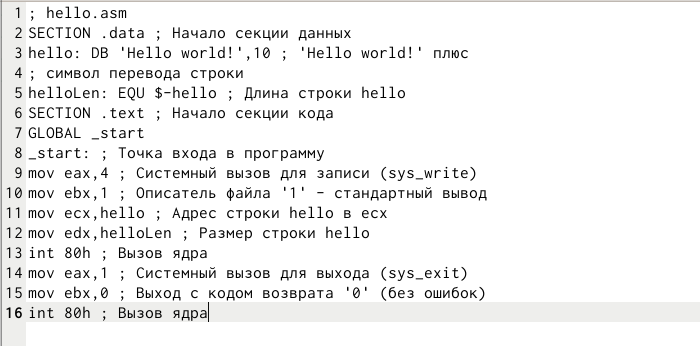 1 ; hello.asm
2 SECTION .data ; Начало секции данных
3 hello: DB 'Hello world!',10 ; 'Hello world!' плюс
4 ; символ перевода строки
5 helloLen: EQU $-hello ; Длина строки hello
6 SECTION .text ; Начало секции кода
7 GLOBAL _start
8 _start: ; Точка входа в программу
9 mov eax,4 ; Системный вызов для записи (sys_write)
10 mov ebx,1 ; Описатель файла '1' - стандартный вывод
11 mov ecx,hello ; Адрес строки hello в ecx
12 mov edx,helloLen ; Размер строки hello
13 int 80h ; Вызов ядра
14 mov eax,1 ; Системный вызов для выхода (sys_exit)
15 mov ebx,0 ; Выход с кодом возврата '0' (без ошибок)
16 int 80h ; Вызов ядра